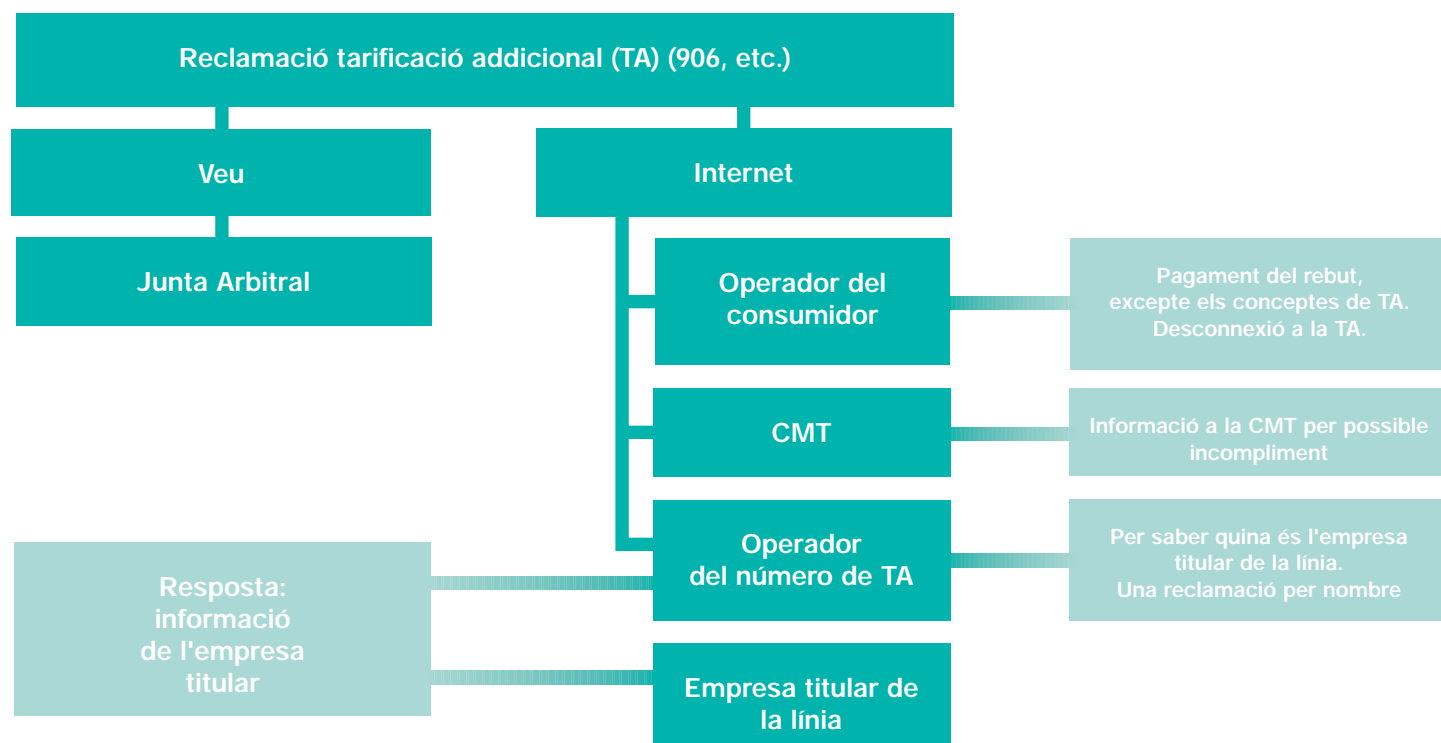 Reclamació tarificació addicional (TA) (906, etc.)
Veu
Internet
Junta Arbitral
Operador del
consumidor
Pagament del rebut,
excepte els conceptes de TA.
Desconnexió a la TA.
CMT
Informació a la CMT per possible
incompliment
Operador
del número de TA
Per saber quina és l'empresa
titular de la línia.
Una reclamació per nombre
Resposta:
informació
de l'empresa
titular
Empresa titular de
la línia